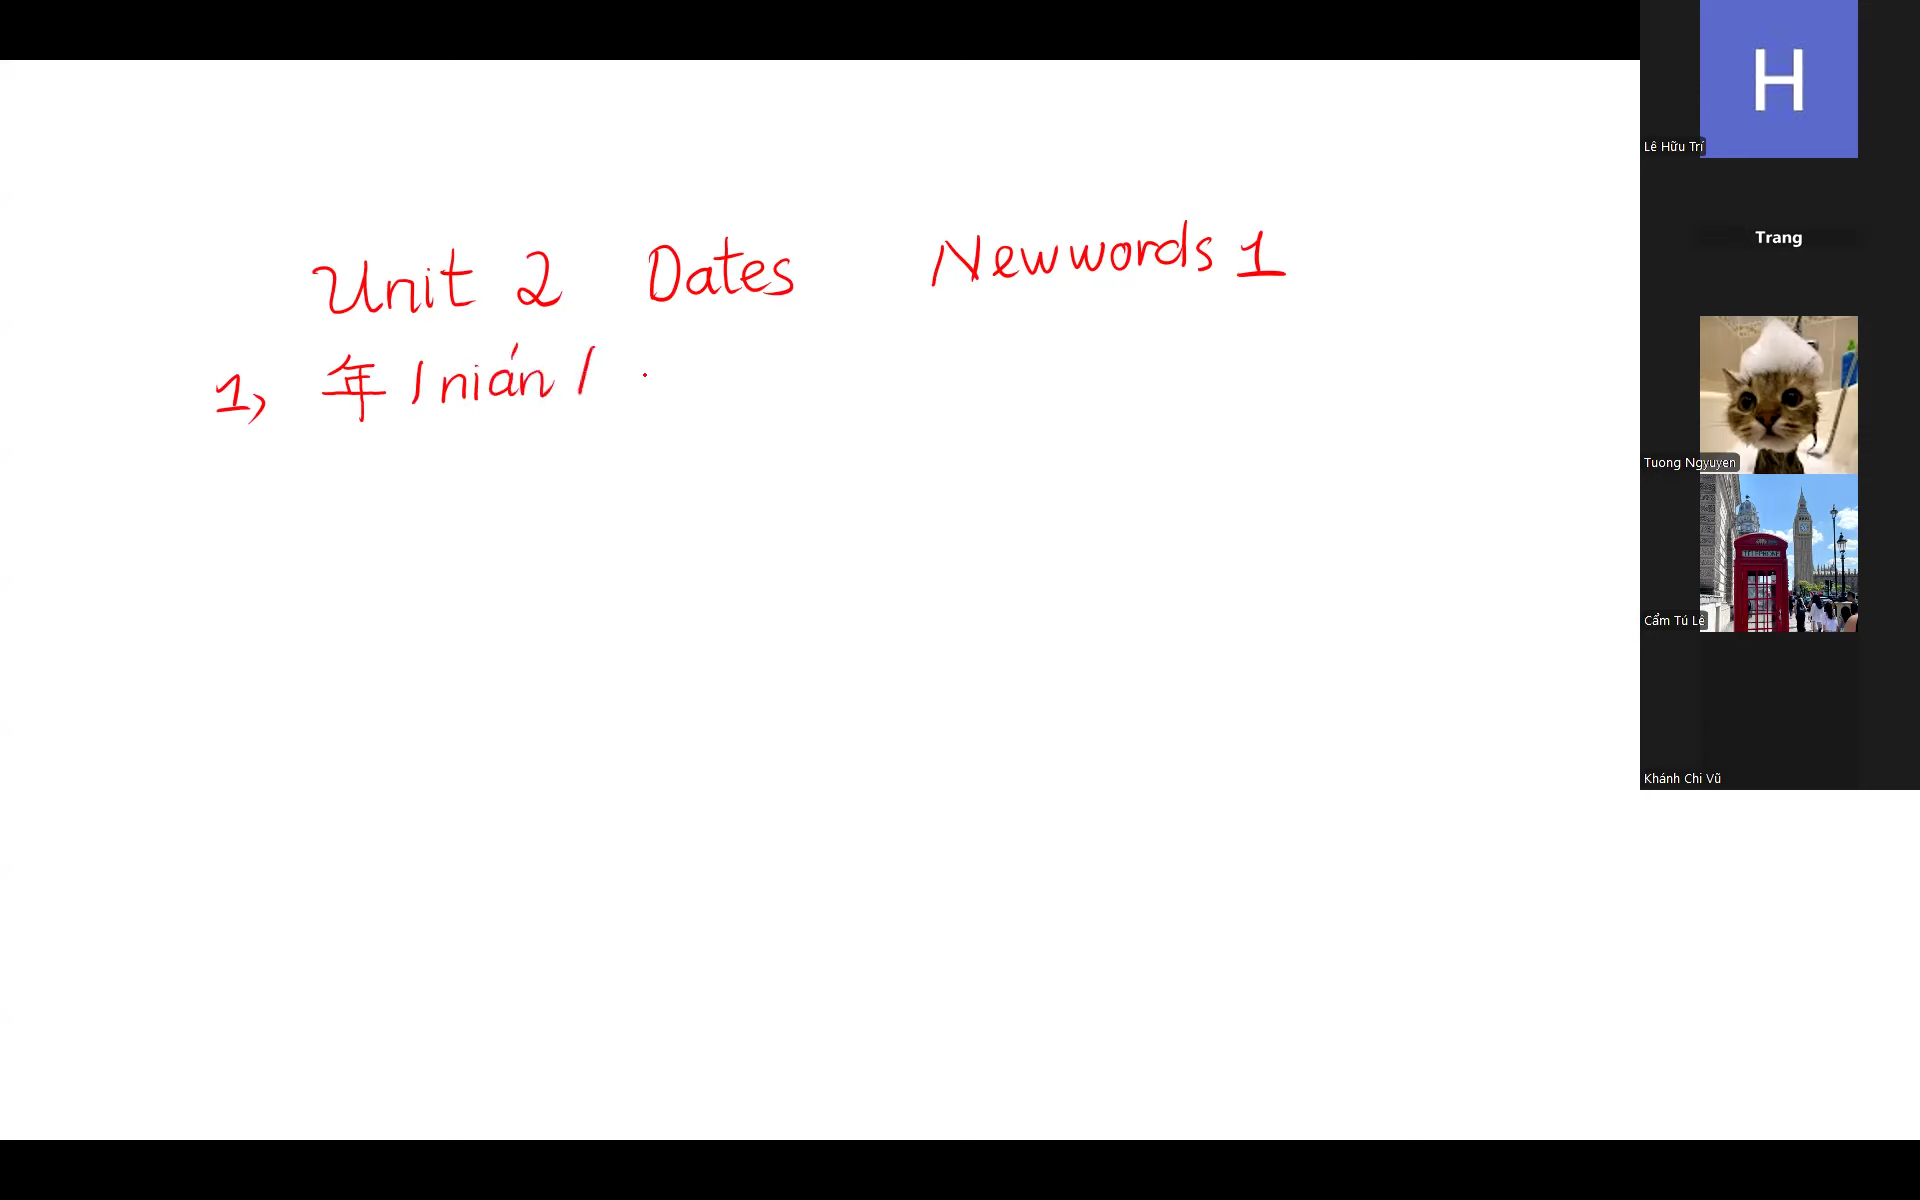 Unit 2 Dates Newwords 1
1, 年 / nián /
H
Lê Hữu Trí
Trang
Tuong Ngyuyen
TELEPHONE
Cẩm Tú Lê
Khánh Chi Vũ